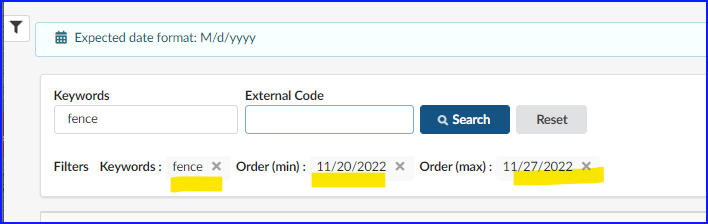 Expected date format: M/d/yyyy
Keywords External Code
fence Search Reset
Filters Keywords : fence × Order (min) : 11/20/2022 × Order (max) : 11/27/2022 ×